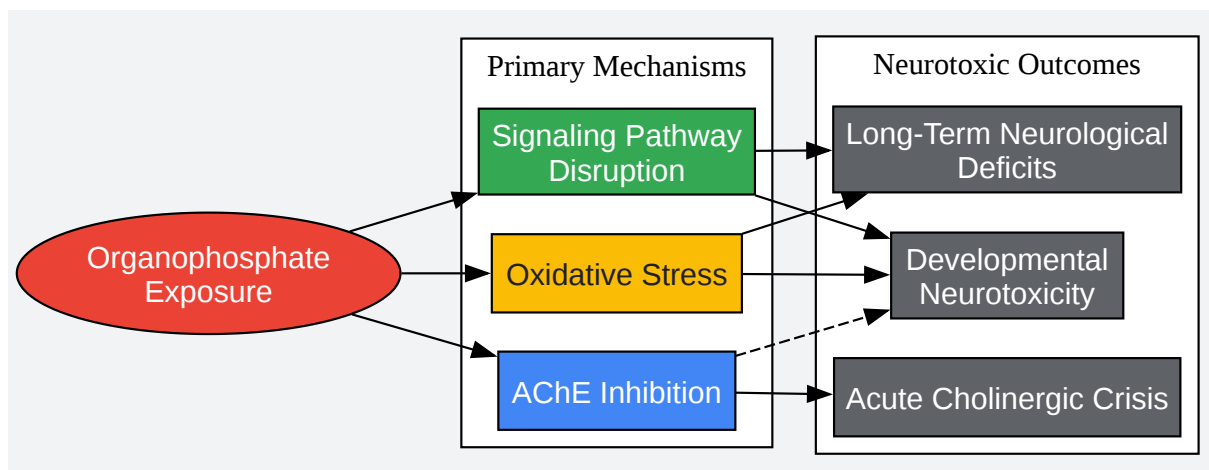 Primary Mechanisms
Neurotoxic Outcomes
Signaling Pathway
Disruption
Long-Term Neurological
Deficits
Organophosphate
Exposure
Oxidative Stress
Developmental
Neurotoxicity
AChE Inhibition
Acute Cholinergic Crisis